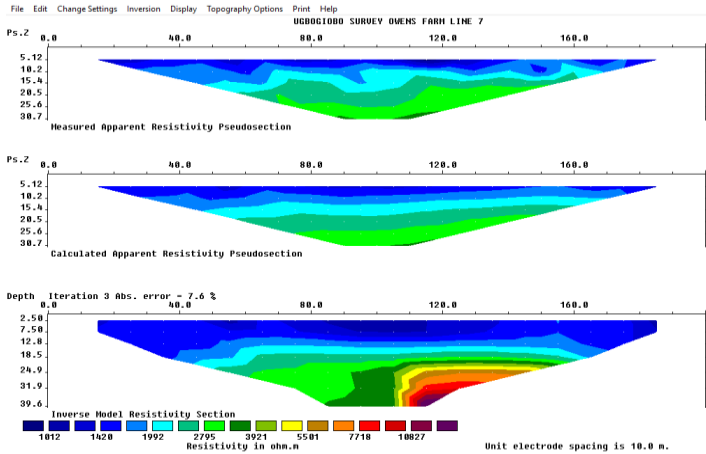 File Edit Change Settings Inversion Display Topography Options Print Help
UGBOGIOBO SURVEY OWENS FARM LINE 7
Ps.Z 0.0 40.0 80.0 120.0 160.0
5.12
10.2
15.4
20.5
25.6
30.7
Measured Apparent Resistivity Pseudosection
Ps.Z 0.0 40.0 80.0 120.0 160.0
5.12
10.2
15.4
20.5
25.6
30.7
Calculated Apparent Resistivity Pseudosection
Depth Iteration 3 Abs. error = 7.6 %
0.0 40.0 80.0 120.0 160.0
2.50
7.50
12.8
18.5
24.9
31.9
39.6
Inverse Model Resistivity Section
1012 1420 1992 2795 3921 5501 7718 10827
Resistivity in ohm.m Unit electrode spacing is 10.0 m.